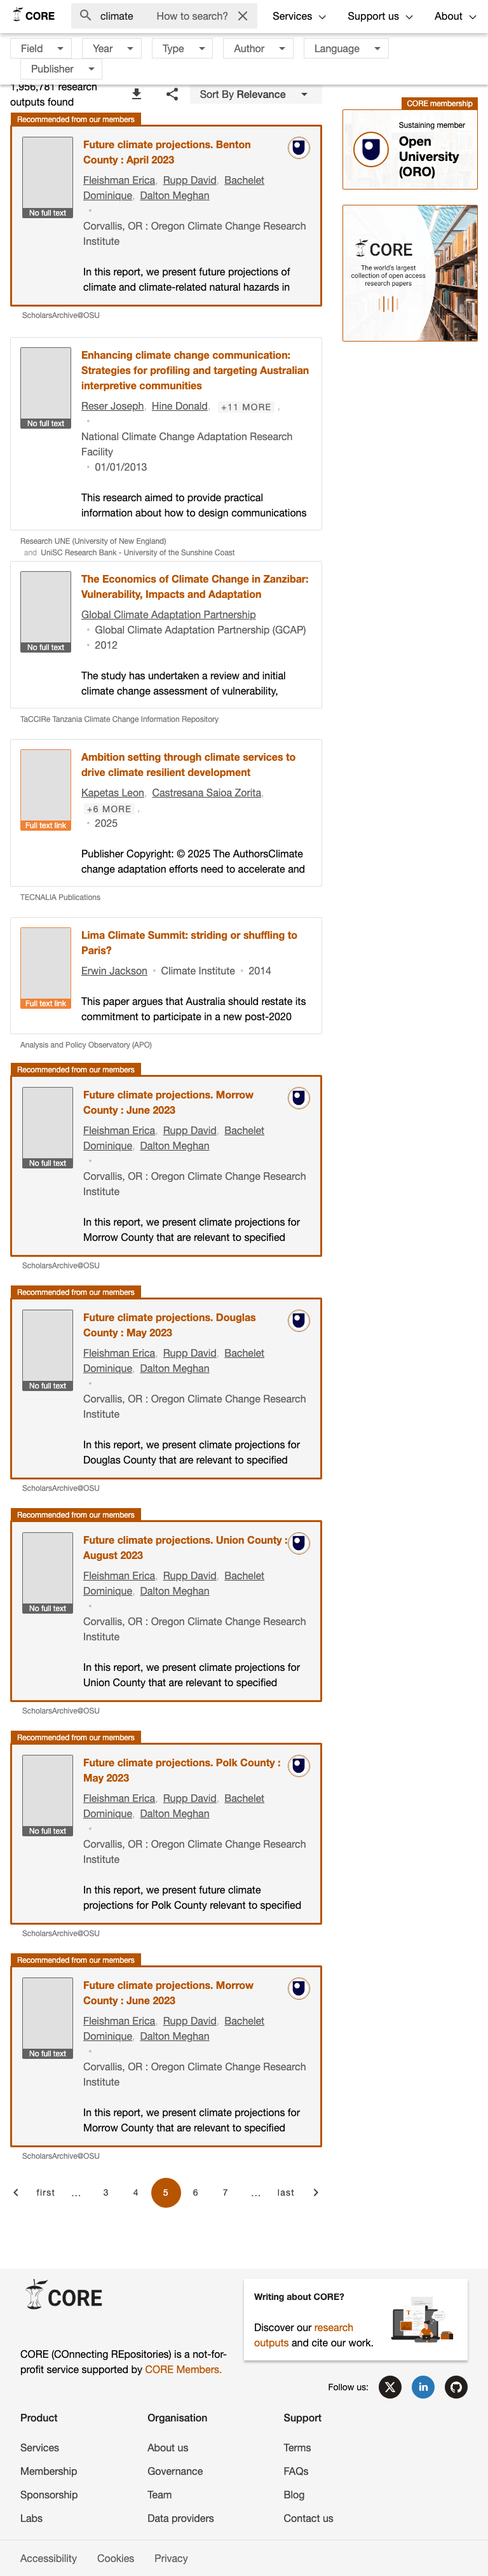 CORE
climate
How to search?
Services
Support us
About
Field
Year
Type
Author
Language
Publisher
1,956,781 research
outputs found
Sort By Relevance
Recommended from our members
Future climate projections. Benton
County : April 2023
Fleishman Erica, Rupp David, Bachelet
Dominique, Dalton Meghan
No full text
Corvallis, OR : Oregon Climate Change Research
Institute
In this report, we present future projections of
climate and climate-related natural hazards in
ScholarsArchive@OSU
CORE membership
Sustaining member
Open
University
(ORO)
CORE
The world's largest
collection of open access
research papers
Enhancing climate change communication:
Strategies for profiling and targeting Australian
interpretive communities
Reser Joseph, Hine Donald, +11 MORE ,
No full text
National Climate Change Adaptation Research
Facility
• 01/01/2013
This research aimed to provide practical
information about how to design communications
Research UNE (University of New England)
and UniSC Research Bank - University of the Sunshine Coast
The Economics of Climate Change in Zanzibar:
Vulnerability, Impacts and Adaptation
Global Climate Adaptation Partnership
• Global Climate Adaptation Partnership (GCAP)
• 2012
No full text
The study has undertaken a review and initial
climate change assessment of vulnerability,
TaCCIRe Tanzania Climate Change Information Repository
Ambition setting through climate services to
drive climate resilient development
Kapetas Leon, Castresana Saioa Zorita,
+6 MORE ,
• 2025
Full text link
Publisher Copyright: © 2025 The AuthorsClimate
change adaptation efforts need to accelerate and
TECNALIA Publications
Lima Climate Summit: striding or shuffling to
Paris?
Erwin Jackson • Climate Institute • 2014
Full text link
This paper argues that Australia should restate its
commitment to participate in a new post-2020
Analysis and Policy Observatory (APO)
Recommended from our members
Future climate projections. Morrow
County : June 2023
Fleishman Erica, Rupp David, Bachelet
Dominique, Dalton Meghan
No full text
Corvallis, OR : Oregon Climate Change Research
Institute
In this report, we present climate projections for
Morrow County that are relevant to specified
ScholarsArchive@OSU
Recommended from our members
Future climate projections. Douglas
County : May 2023
Fleishman Erica, Rupp David, Bachelet
Dominique, Dalton Meghan
No full text
Corvallis, OR : Oregon Climate Change Research
Institute
In this report, we present climate projections for
Douglas County that are relevant to specified
ScholarsArchive@OSU
Recommended from our members
Future climate projections. Union County :
August 2023
Fleishman Erica, Rupp David, Bachelet
Dominique, Dalton Meghan
No full text
Corvallis, OR : Oregon Climate Change Research
Institute
In this report, we present climate projections for
Union County that are relevant to specified
ScholarsArchive@OSU
Recommended from our members
Future climate projections. Polk County :
May 2023
Fleishman Erica, Rupp David, Bachelet
Dominique, Dalton Meghan
No full text
Corvallis, OR : Oregon Climate Change Research
Institute
In this report, we present future climate
projections for Polk County relevant to specified
ScholarsArchive@OSU
Recommended from our members
Future climate projections. Morrow
County : June 2023
Fleishman Erica, Rupp David, Bachelet
Dominique, Dalton Meghan
No full text
Corvallis, OR : Oregon Climate Change Research
Institute
In this report, we present climate projections for
Morrow County that are relevant to specified
ScholarsArchive@OSU
first ... 3 4 5 6 7 ... last
CORE
CORE (COnnecting REpositories) is a not-for-
profit service supported by CORE Members.
Writing about CORE?
Discover our research
outputs and cite our work.
Follow us:
Product
Organisation
Support
Services
About us
Terms
Membership
Governance
FAQs
Sponsorship
Team
Blog
Labs
Data providers
Contact us
Accessibility
Cookies
Privacy